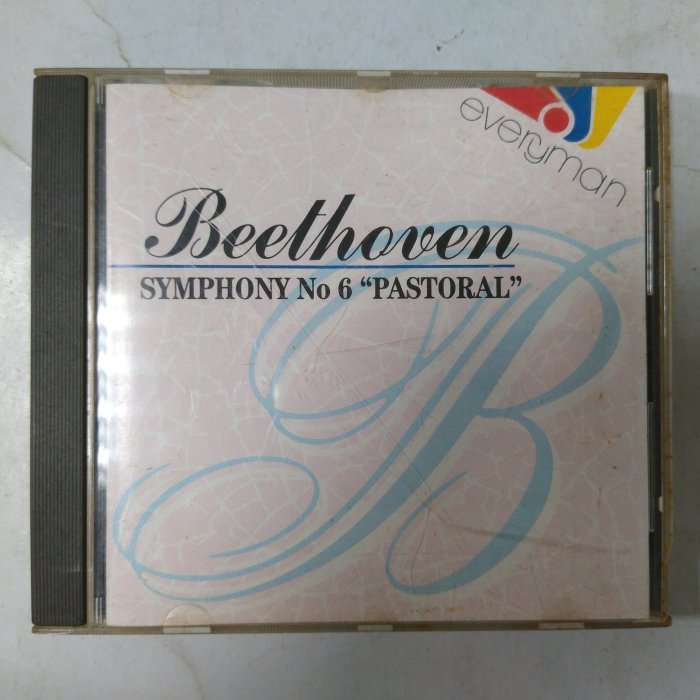 everyman
Beethoven
SYMPHONY No 6 “PASTORAL”
B